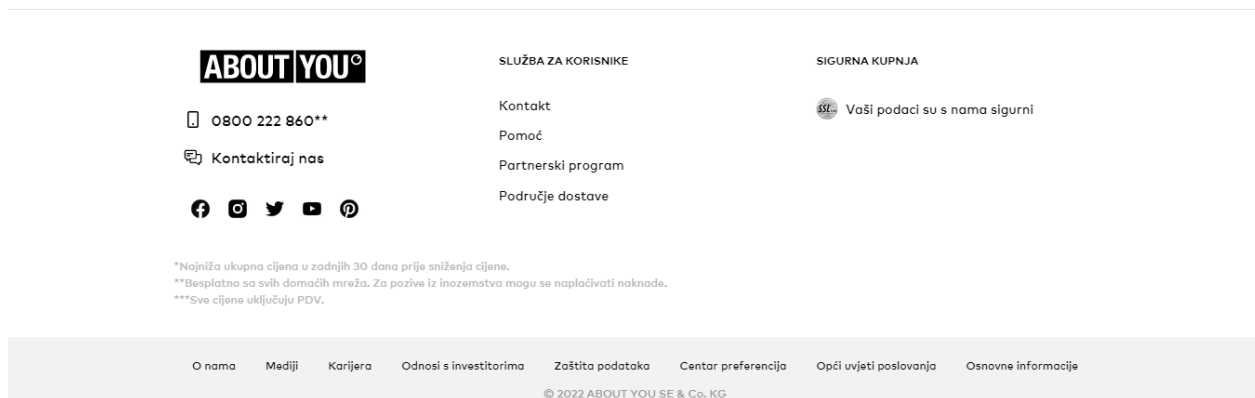 ABOUT YOU°
0800 222 860**
Kontaktiraj nas
SLUŽBA ZA KORISNIKE
Kontakt
Pomoć
Partnerski program
Područje dostave
SIGURNA KUPNJA
SSL
Vaši podaci su s nama sigurni
*Najniža ukupna cijena u zadnjih 30 dana prije sniženja cijene.
**Besplatno sa svih domaćih mreža. Za pozive iz inozemstva mogu se naplaćivati naknade.
***Sve cijene uključuju PDV.
O nama Mediji Karijera Odnosi s investitorima Zaštita podataka Centar preferencija Opći uvjeti poslovanja Osnovne informacije
© 2022 ABOUT YOU SE & Co. KG